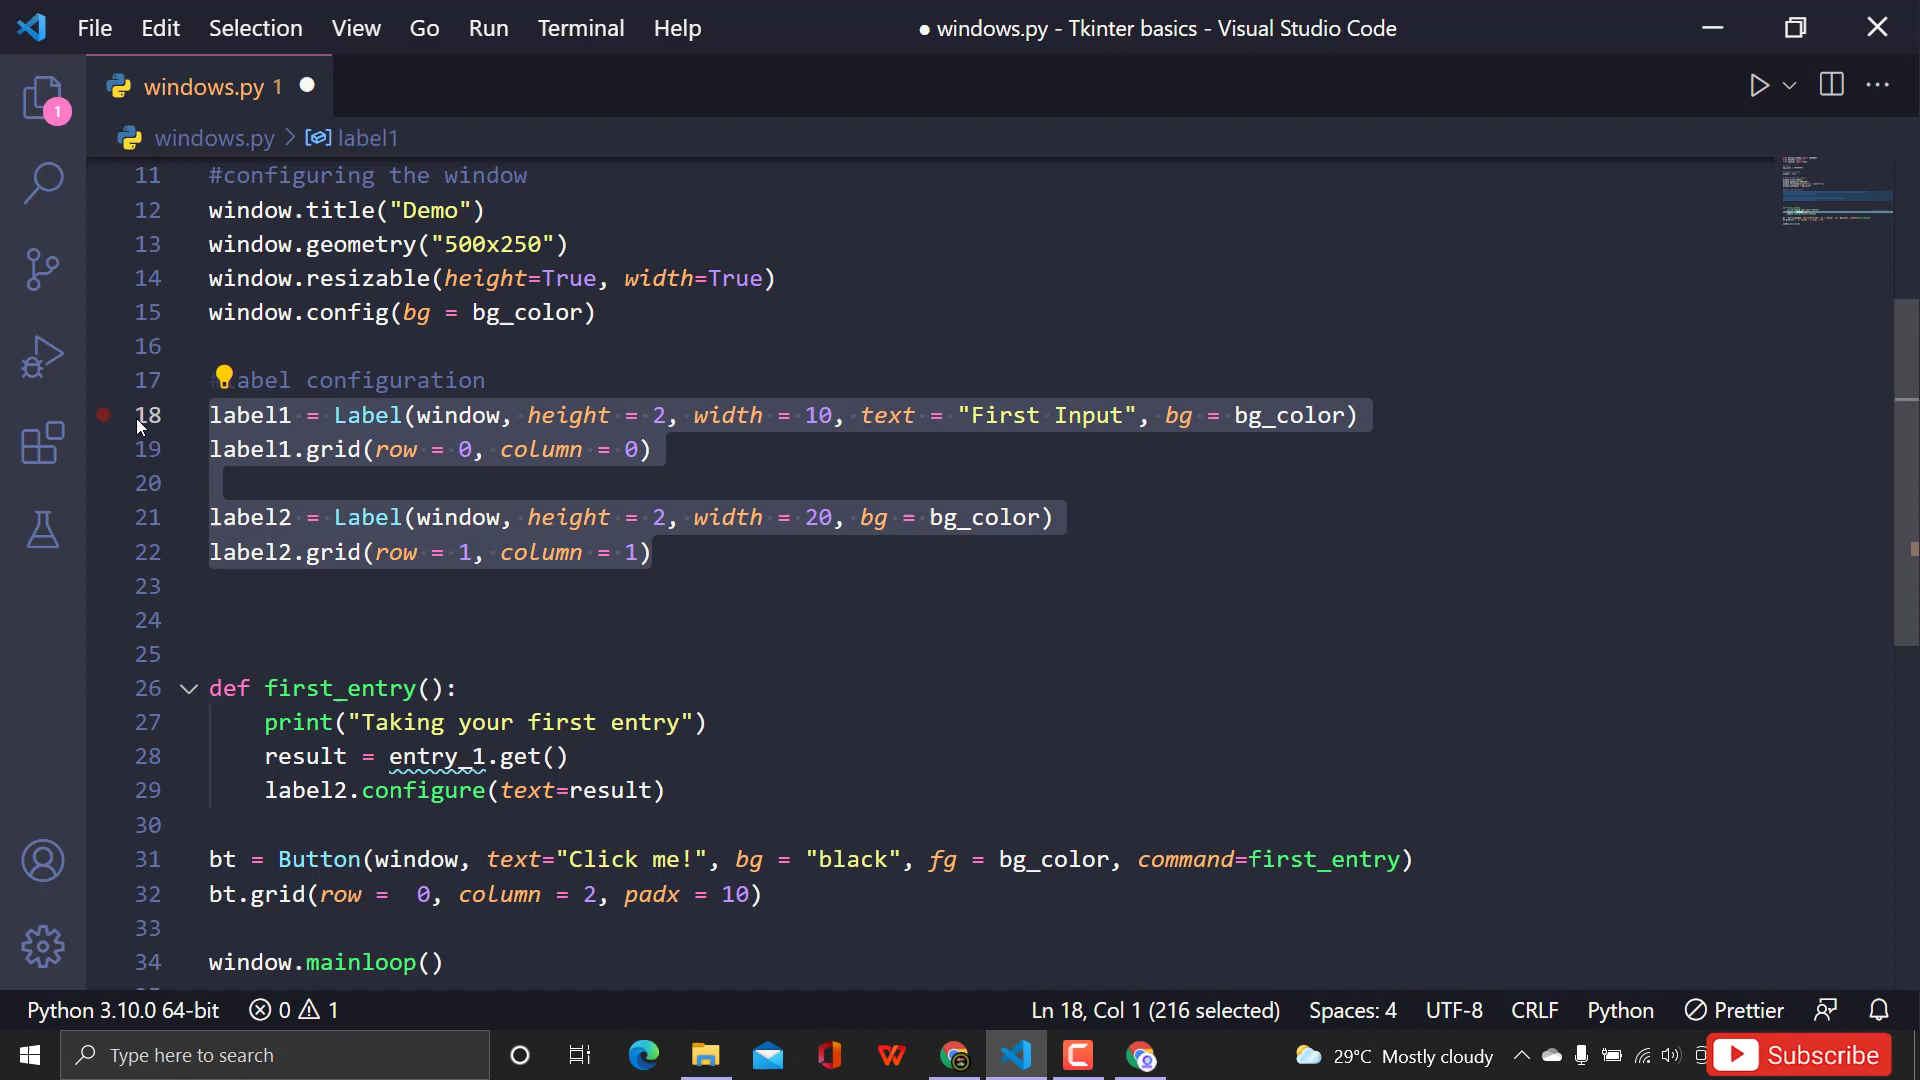 File Edit Selection View Go Run Terminal Help
● windows.py - Tkinter basics - Visual Studio Code
windows.py 1
1
windows.py > label1
11 #configuring the window
12 window.title("Demo")
13 window.geometry("500x250")
14 window.resizable(height=True, width=True)
15 window.config(bg = bg_color)
16
17 #label configuration
18 label1 = Label(window, height = 2, width = 10, text = "First Input", bg = bg_color)
19 label1.grid(row = 0, column = 0)
20
21 label2 = Label(window, height = 2, width = 20, bg = bg_color)
22 label2.grid(row = 1, column = 1)
23
24
25
26 def first_entry():
27 print("Taking your first entry")
28 result = entry_1.get()
29 label2.configure(text=result)
30
31 bt = Button(window, text="Click me!", bg = "black", fg = bg_color, command=first_entry)
32 bt.grid(row =  0, column = 2, padx = 10)
33
34 window.mainloop()
Python 3.10.0 64-bit 0 1 Ln 18, Col 1 (216 selected) Spaces: 4 UTF-8 CRLF Python Prettier
Type here to search 29°C Mostly cloudy Subscribe